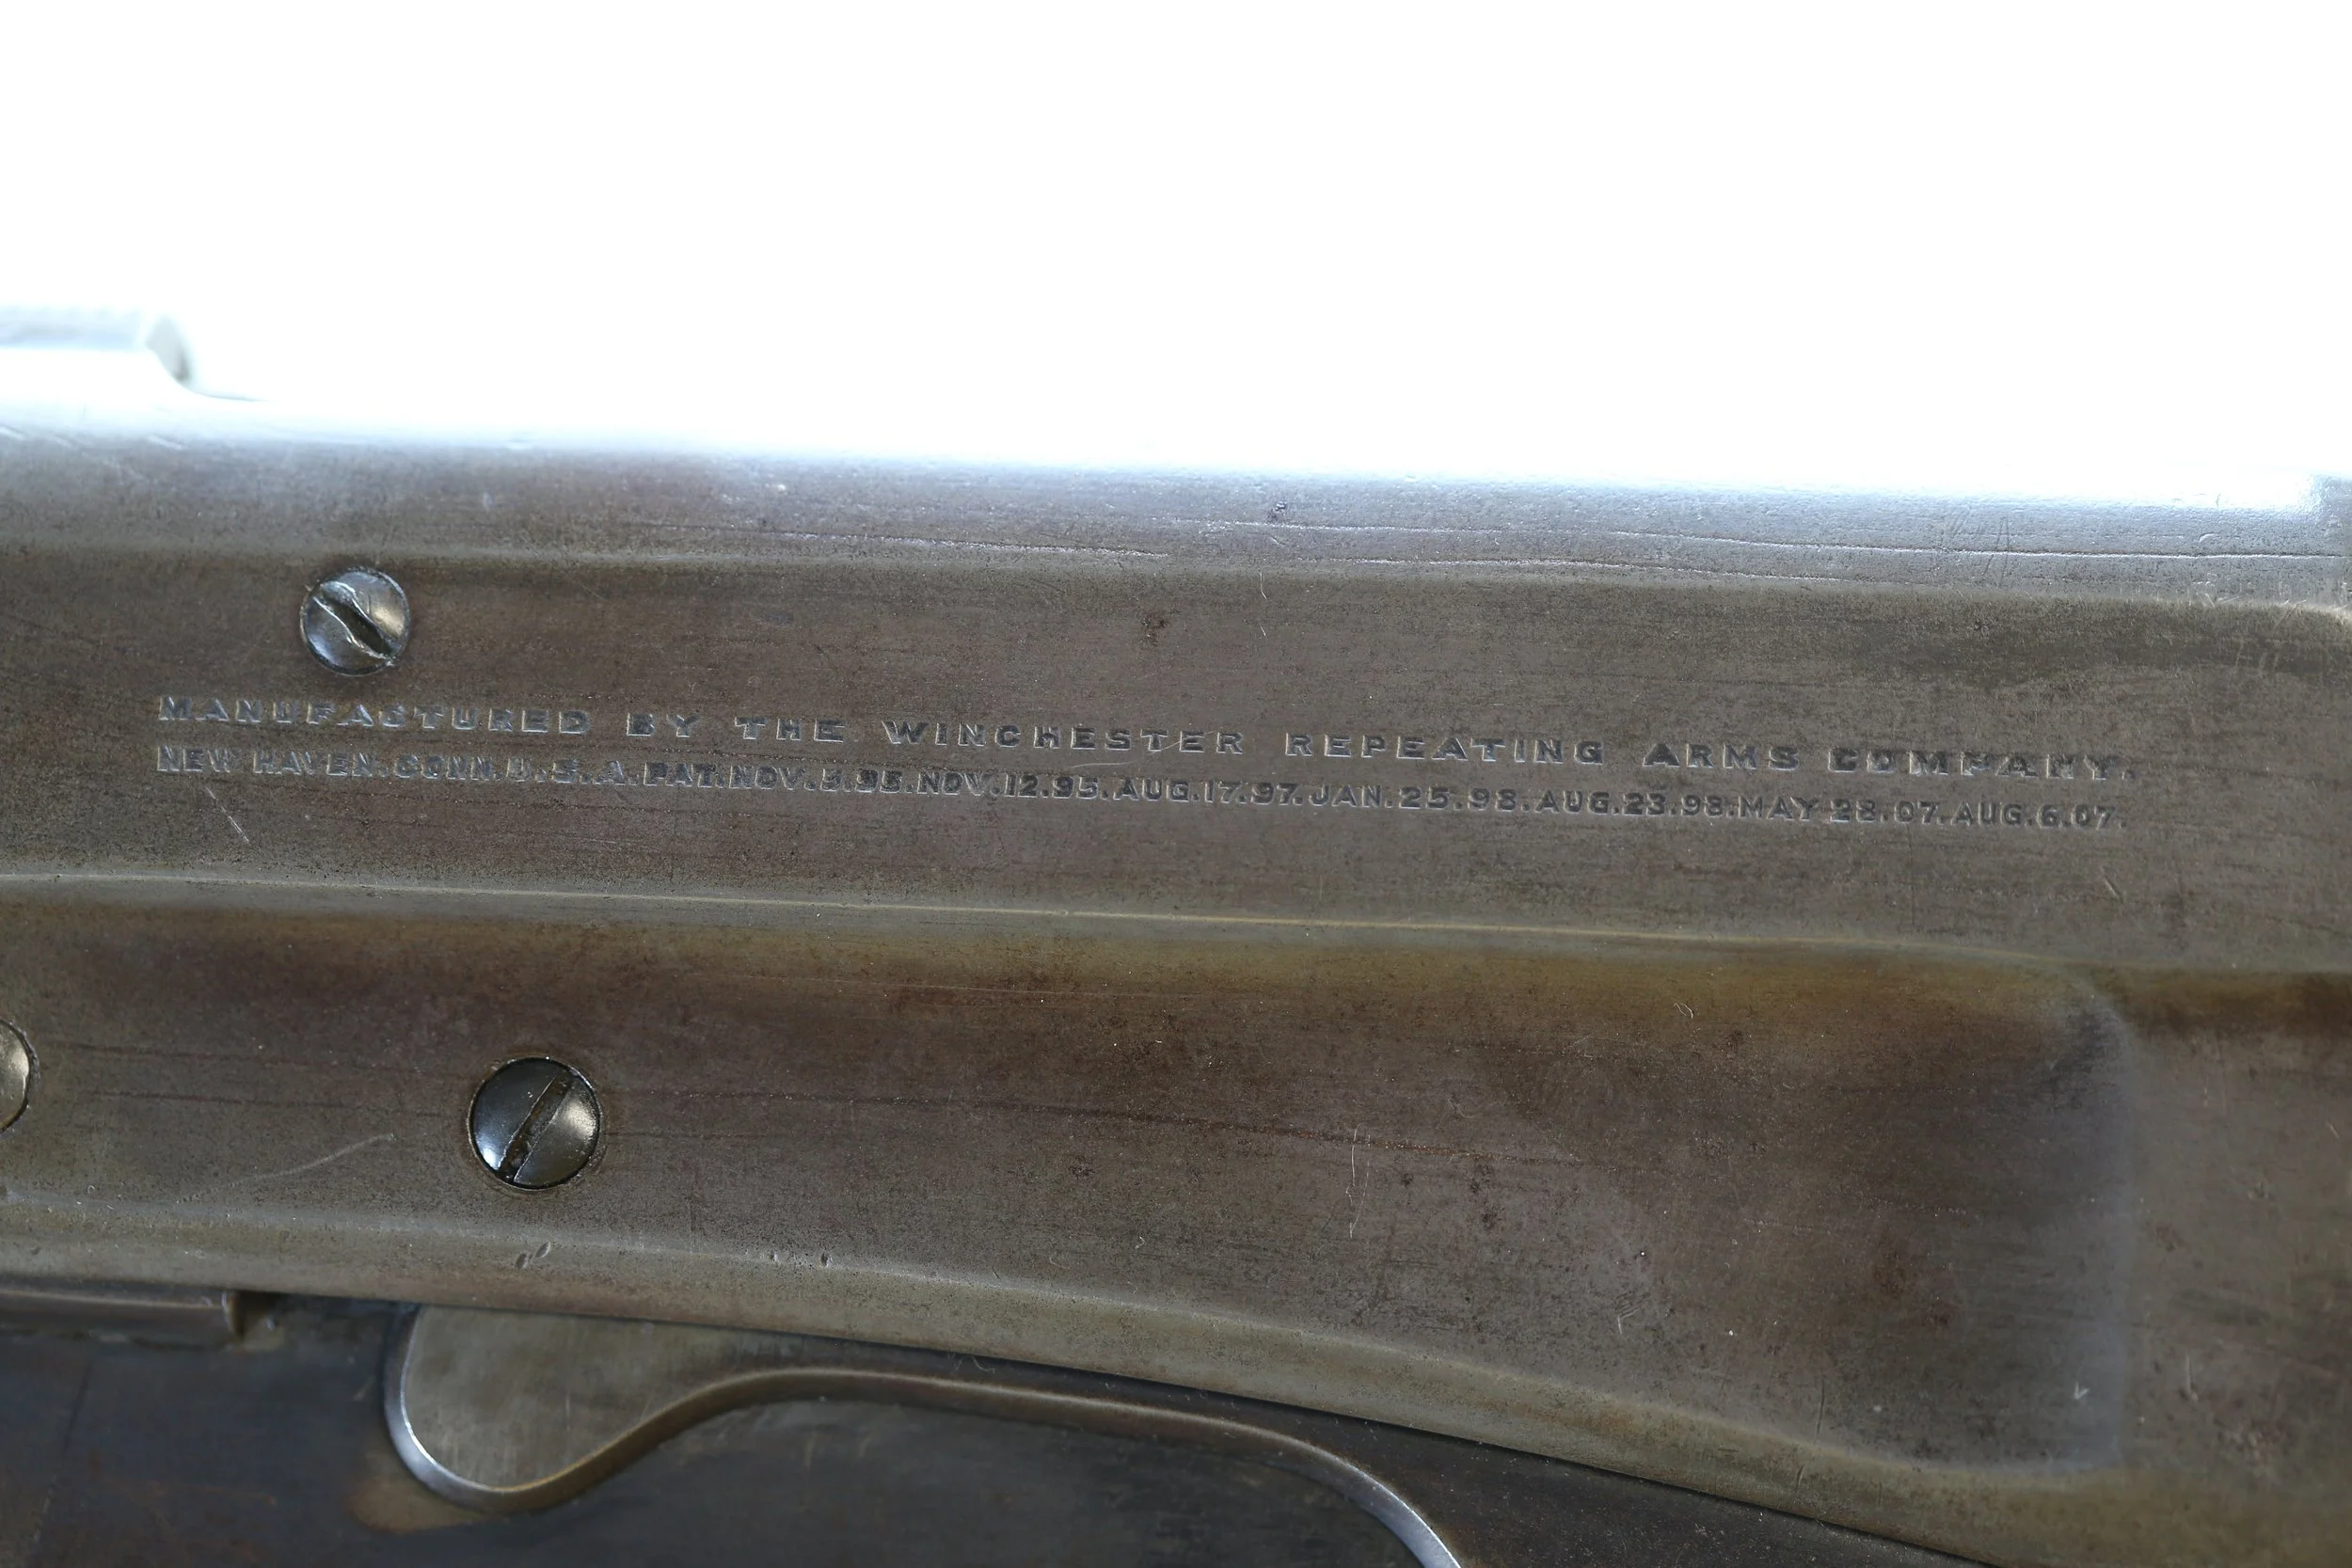 MANUFACTURED BY THE WINCHESTER REPEATING ARMS COMPANY.
NEW HAVEN.CONN.U.S.A.PAT.NOV.5.95.NOV.12.95.AUG.17.97.JAN.25.98.AUG.23.98.MAY 28.07.AUG.6.07.